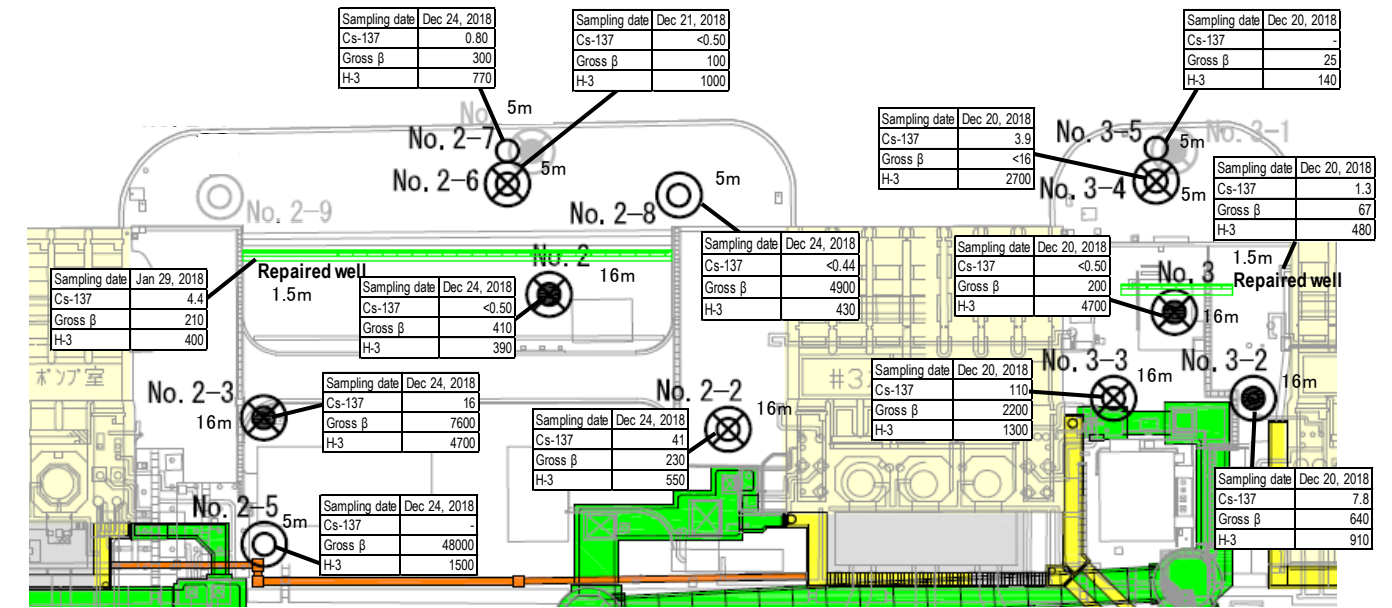 Sampling date Dec 24, 2018
Cs-137 0.80
Gross β 300
H-3 770
Sampling date Dec 21, 2018
Cs-137 <0.50
Gross β 100
H-3 1000
Sampling date Dec 20, 2018
Cs-137 -
Gross β 25
H-3 140
No 5m
No. 2-7
No. 2-6 5m
No. 2-8 5m
No. 2-9
Sampling date Dec 20, 2018
Cs-137 3.9
Gross β <16
H-3 2700
No. 3-5 5m No. 3-1
No. 3-4 5m
Sampling date Dec 20, 2018
Cs-137 1.3
Gross β 67
H-3 480
Sampling date Jan 29, 2018
Cs-137 4.4
Gross β 210
H-3 400
Repaired well
1.5m
No. 2 16m
Sampling date Dec 24, 2018
Cs-137 <0.50
Gross β 410
H-3 390
Sampling date Dec 24, 2018
Cs-137 <0.44
Gross β 4900
H-3 430
Sampling date Dec 20, 2018
Cs-137 <0.50
Gross β 200
H-3 4700
1.5m
Repaired well
No. 3
16m
ポンプ室
No. 2-3
16m
Sampling date Dec 24, 2018
Cs-137 16
Gross β 7600
H-3 4700
No. 2-2
16m
Sampling date Dec 24, 2018
Cs-137 41
Gross β 230
H-3 550
#3
Sampling date Dec 20, 2018
Cs-137 110
Gross β 2200
H-3 1300
No. 3-3 16m
No. 3-2 16m
Sampling date Dec 20, 2018
Cs-137 7.8
Gross β 640
H-3 910
No. 2-5 5m
Sampling date Dec 24, 2018
Cs-137 -
Gross β 48000
H-3 1500